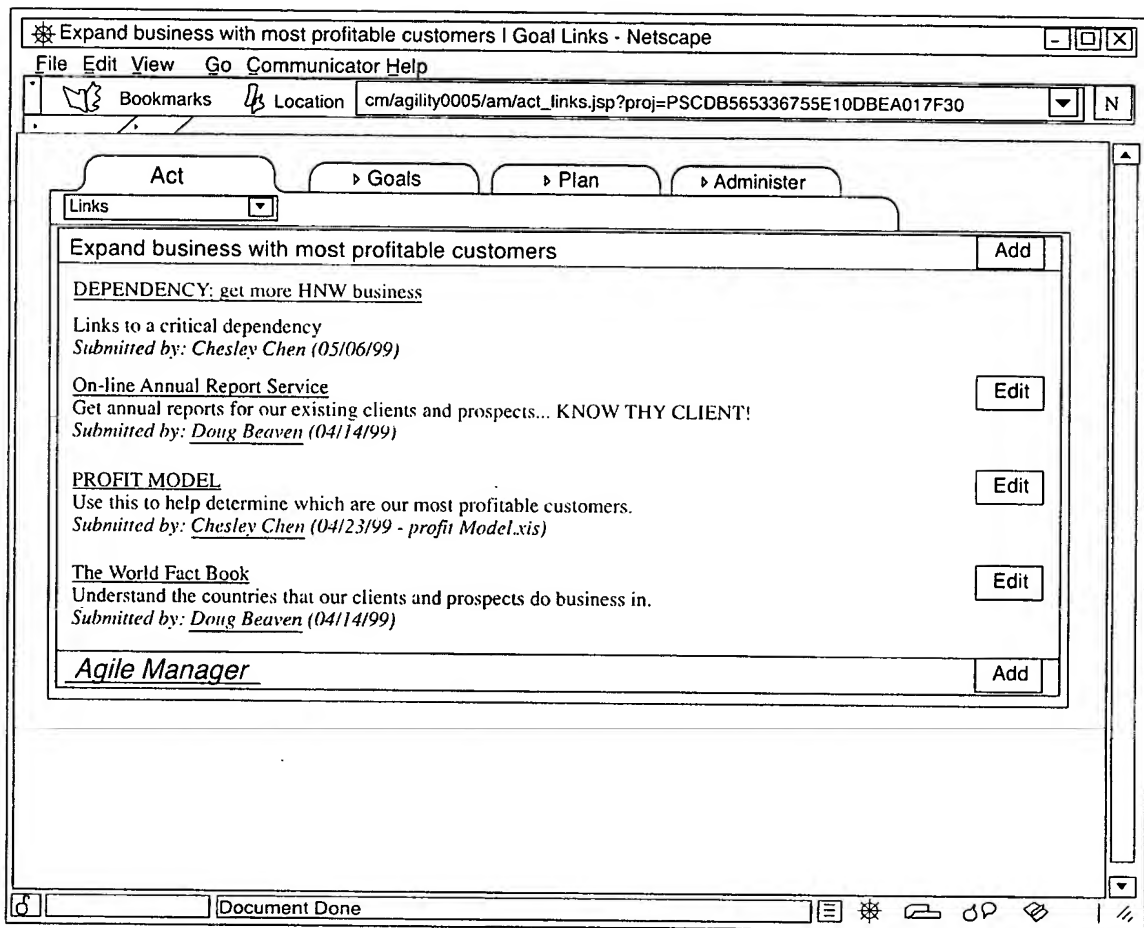 Expand business with most profitable customers | Goal Links - Netscape
File Edit View Go Communicator Help
Bookmarks Location cm/agility0005/am/act_links.jsp?proj=PSCDB565336755E10DBEA017F30 N
Act Goals Plan Administer
Links
Expand business with most profitable customers Add
DEPENDENCY: get more HNW business
Links to a critical dependency
Submitted by: Chesley Chen (05/06/99)
On-line Annual Report Service Edit
Get annual reports for our existing clients and prospects... KNOW THY CLIENT!
Submitted by: Doug Beaven (04/14/99)
PROFIT MODEL Edit
Use this to help determine which are our most profitable customers.
Submitted by: Chesley Chen (04/23/99 - profit Model.xis)
The World Fact Book Edit
Understand the countries that our clients and prospects do business in.
Submitted by: Doug Beaven (04/14/99)
Agile Manager Add
Document Done